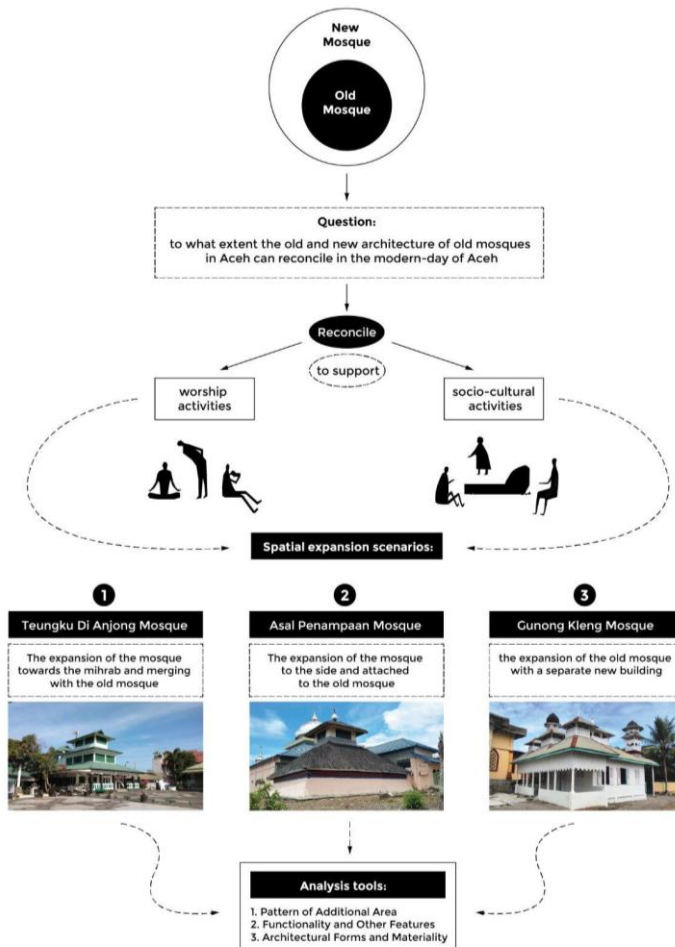 New
Mosque
Old
Mosque
Question:
to what extent the old and new architecture of old mosques
in Aceh can reconcile in the modern-day of Aceh
Reconcile
to support
worship
activities
socio-cultural
activities
Spatial expansion scenarios:
1
Teungku Di Anjong Mosque
The expansion of the mosque
towards the mihrab and merging
with the old mosque
2
Asal Penampaan Mosque
The expansion of the mosque
to the side and attached
to the old mosque
3
Gunong Kleng Mosque
the expansion of the old mosque
with a separate new building
Analysis tools:
1. Pattern of Additional Area
2. Functionality and Other Features
3. Architectural Forms and Materiality